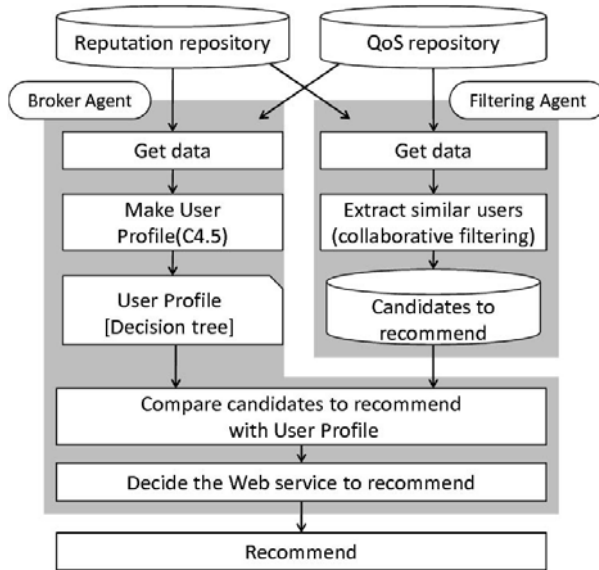 Reputation repository
QoS repository
Broker Agent
Filtering Agent
Get data
Get data
Make User
Profile(C4.5)
Extract similar users
(collaborative filtering)
User Profile
[Decision tree]
Candidates to
recommend
Compare candidates to recommend
with User Profile
Decide the Web service to recommend
Recommend